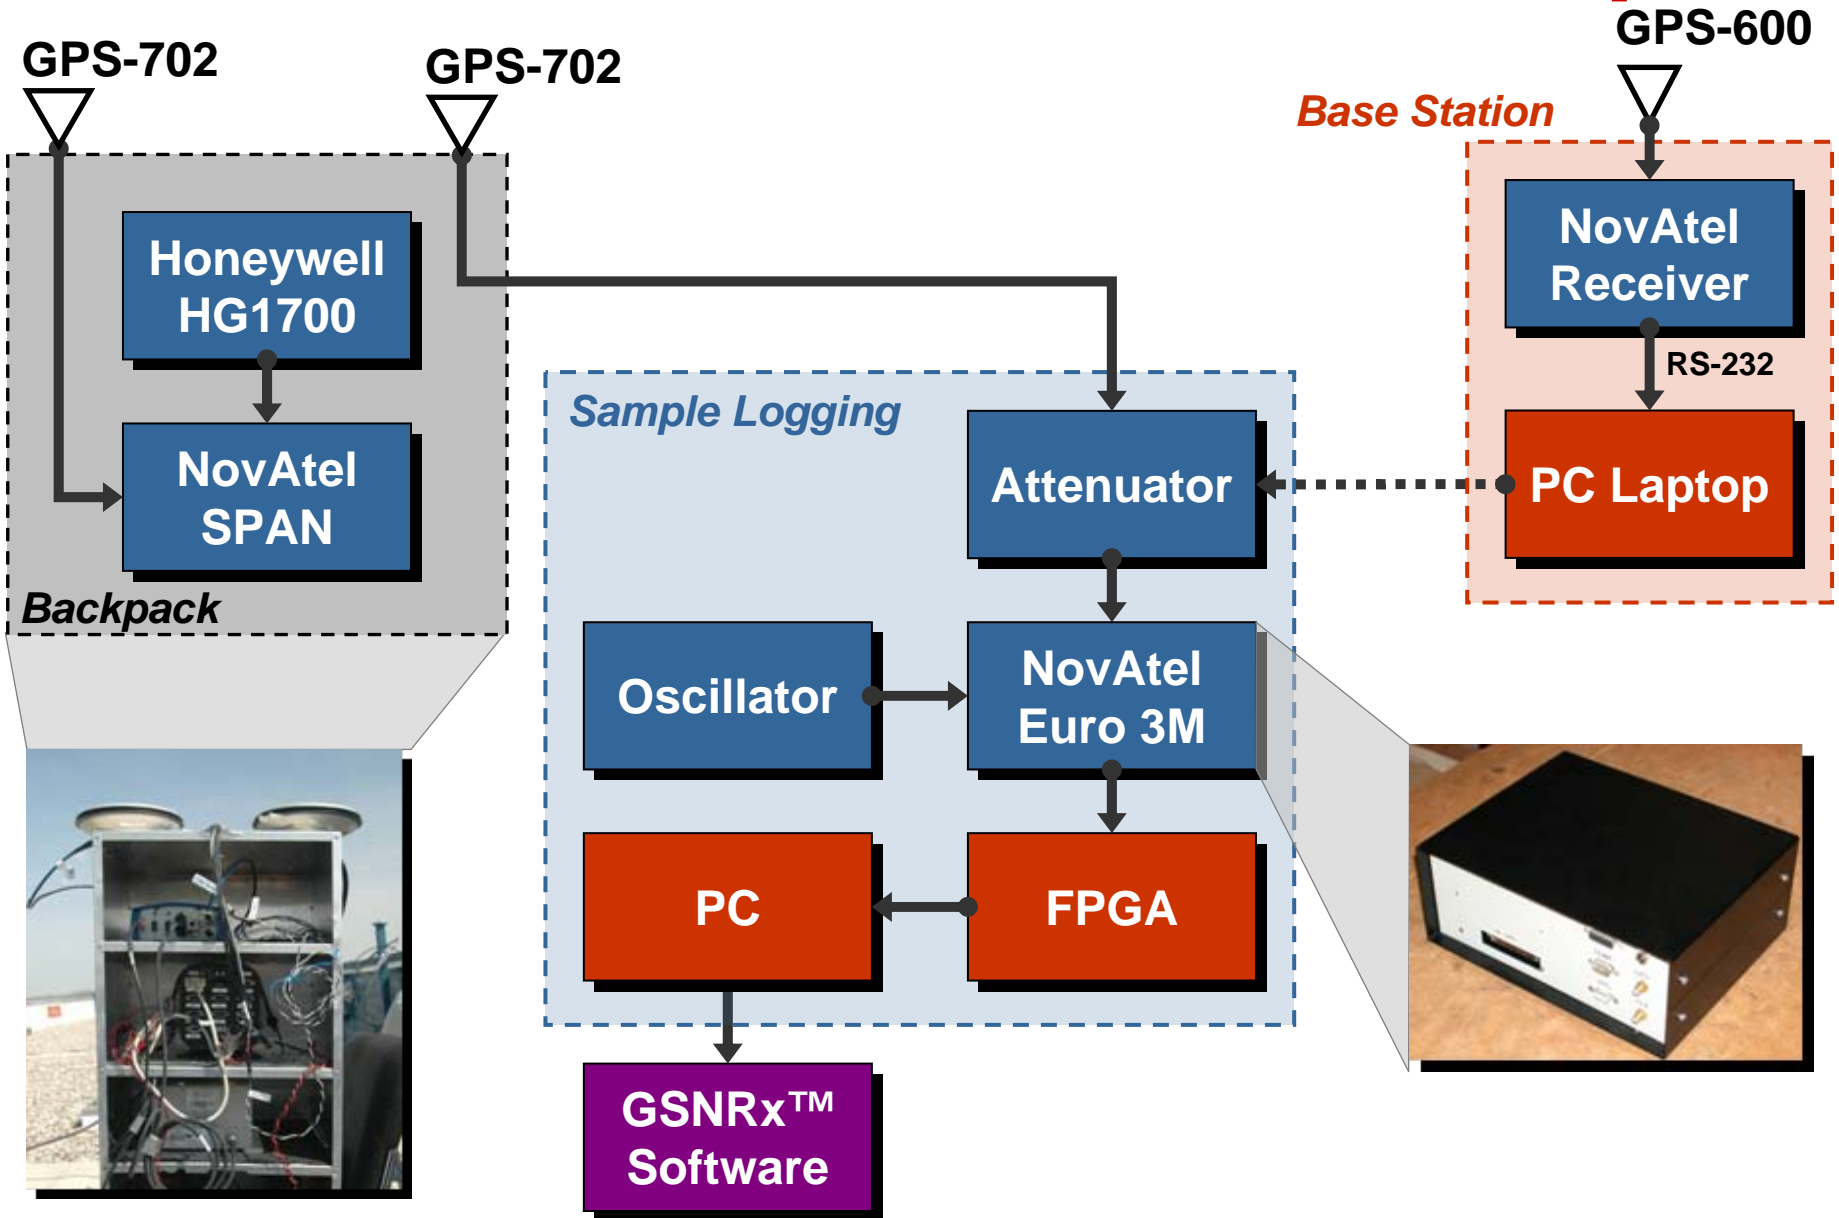 GPS-702
GPS-702
GPS-600
Base Station
Honeywell
HG1700
NovAtel
SPAN
Backpack
NovAtel
Receiver
RS-232
PC Laptop
Sample Logging
Attenuator
Oscillator
NovAtel
Euro 3M
PC
FPGA
GSNRx™
Software